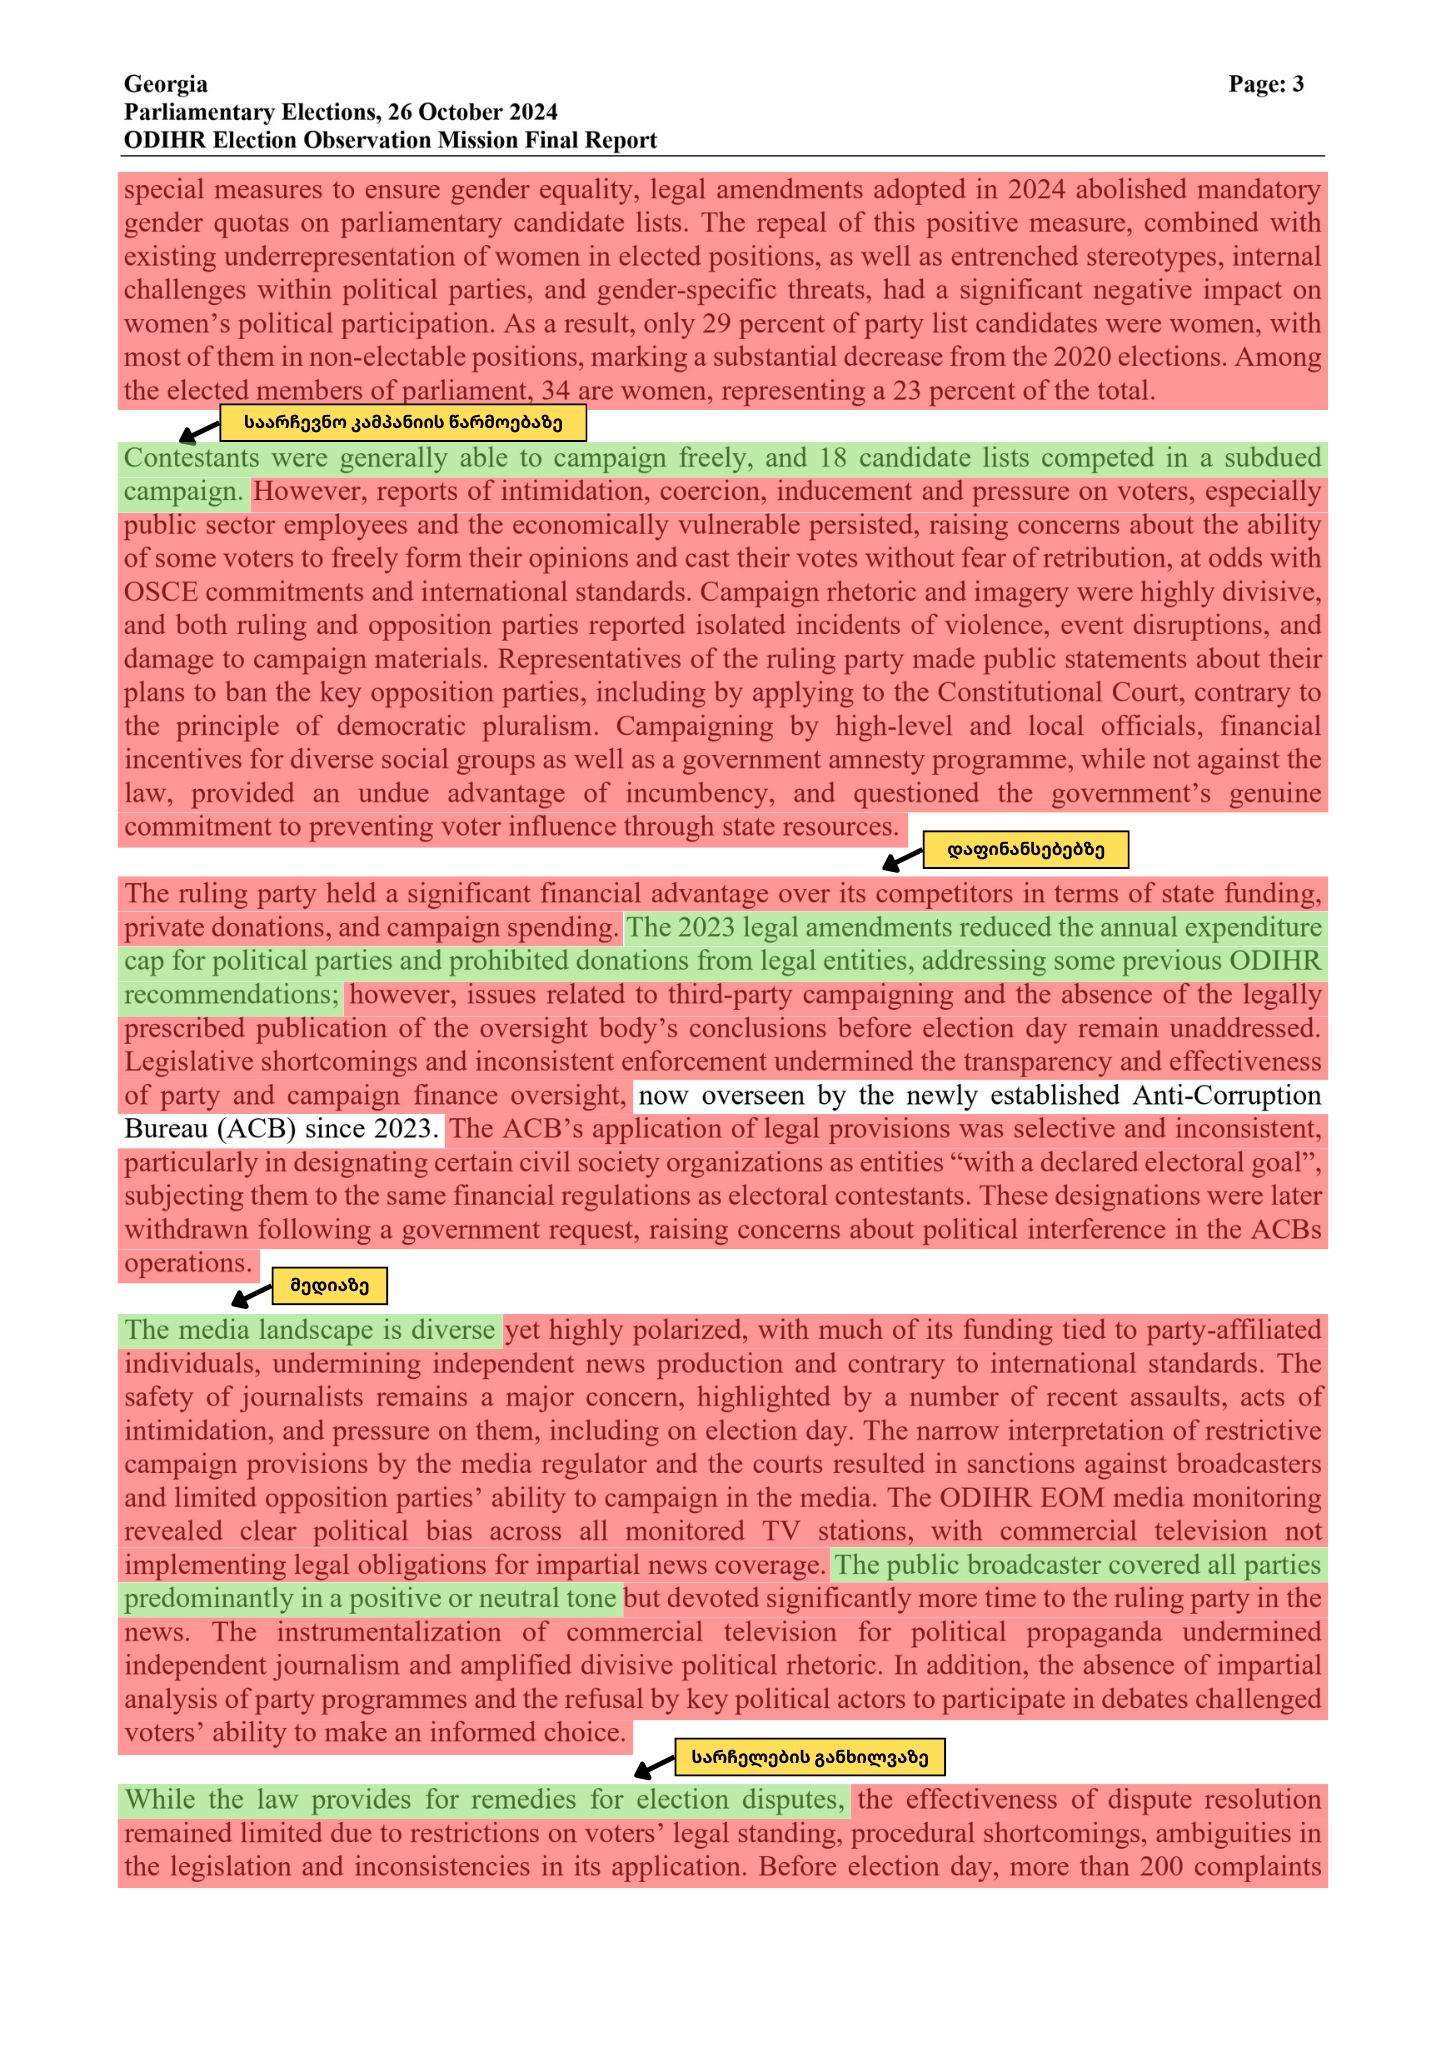 Georgia
Page: 3
Parliamentary Elections, 26 October 2024
ODIHR Election Observation Mission Final Report
special measures to ensure gender equality, legal amendments adopted in 2024 abolished mandatory
gender quotas on parliamentary candidate lists. The repeal of this positive measure, combined with
existing underrepresentation of women in elected positions, as well as entrenched stereotypes, internal
challenges within political parties, and gender-specific threats, had a significant negative impact on
women’s political participation. As a result, only 29 percent of party list candidates were women, with
most of them in non-electable positions, marking a substantial decrease from the 2020 elections. Among
the elected members of parliament, 34 are women, representing a 23 percent of the total.
საარჩევნო კამპანიის წარმოებაზე
Contestants were generally able to campaign freely, and 18 candidate lists competed in a subdued
campaign. However, reports of intimidation, coercion, inducement and pressure on voters, especially
public sector employees and the economically vulnerable persisted, raising concerns about the ability
of some voters to freely form their opinions and cast their votes without fear of retribution, at odds with
OSCE commitments and international standards. Campaign rhetoric and imagery were highly divisive,
and both ruling and opposition parties reported isolated incidents of violence, event disruptions, and
damage to campaign materials. Representatives of the ruling party made public statements about their
plans to ban the key opposition parties, including by applying to the Constitutional Court, contrary to
the principle of democratic pluralism. Campaigning by high-level and local officials, financial
incentives for diverse social groups as well as a government amnesty programme, while not against the
law, provided an undue advantage of incumbency, and questioned the government’s genuine
commitment to preventing voter influence through state resources.
დაფინანსებებზე
The ruling party held a significant financial advantage over its competitors in terms of state funding,
private donations, and campaign spending. The 2023 legal amendments reduced the annual expenditure
cap for political parties and prohibited donations from legal entities, addressing some previous ODIHR
recommendations; however, issues related to third-party campaigning and the absence of the legally
prescribed publication of the oversight body’s conclusions before election day remain unaddressed.
Legislative shortcomings and inconsistent enforcement undermined the transparency and effectiveness
of party and campaign finance oversight, now overseen by the newly established Anti-Corruption
Bureau (ACB) since 2023. The ACB’s application of legal provisions was selective and inconsistent,
particularly in designating certain civil society organizations as entities “with a declared electoral goal”,
subjecting them to the same financial regulations as electoral contestants. These designations were later
withdrawn following a government request, raising concerns about political interference in the ACBs
operations.
მედიაზე
The media landscape is diverse yet highly polarized, with much of its funding tied to party-affiliated
individuals, undermining independent news production and contrary to international standards. The
safety of journalists remains a major concern, highlighted by a number of recent assaults, acts of
intimidation, and pressure on them, including on election day. The narrow interpretation of restrictive
campaign provisions by the media regulator and the courts resulted in sanctions against broadcasters
and limited opposition parties’ ability to campaign in the media. The ODIHR EOM media monitoring
revealed clear political bias across all monitored TV stations, with commercial television not
implementing legal obligations for impartial news coverage. The public broadcaster covered all parties
predominantly in a positive or neutral tone but devoted significantly more time to the ruling party in the
news. The instrumentalization of commercial television for political propaganda undermined
independent journalism and amplified divisive political rhetoric. In addition, the absence of impartial
analysis of party programmes and the refusal by key political actors to participate in debates challenged
voters’ ability to make an informed choice.
სარჩელების განხილვაზე
While the law provides for remedies for election disputes, the effectiveness of dispute resolution
remained limited due to restrictions on voters’ legal standing, procedural shortcomings, ambiguities in
the legislation and inconsistencies in its application. Before election day, more than 200 complaints